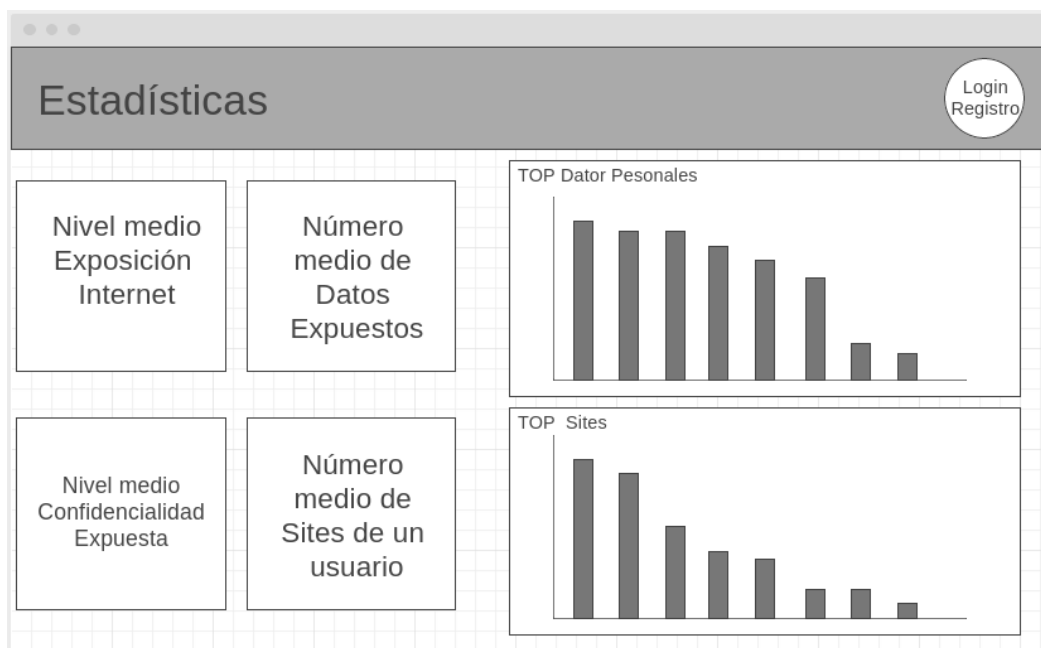 Estadísticas
Login
Registro
Nivel medio
Exposición
Internet
Número
medio de
Datos
Expuestos
TOP Dator Pesonales
Nivel medio
Confidencialidad
Expuesta
Número
medio de
Sites de un
usuario
TOP  Sites